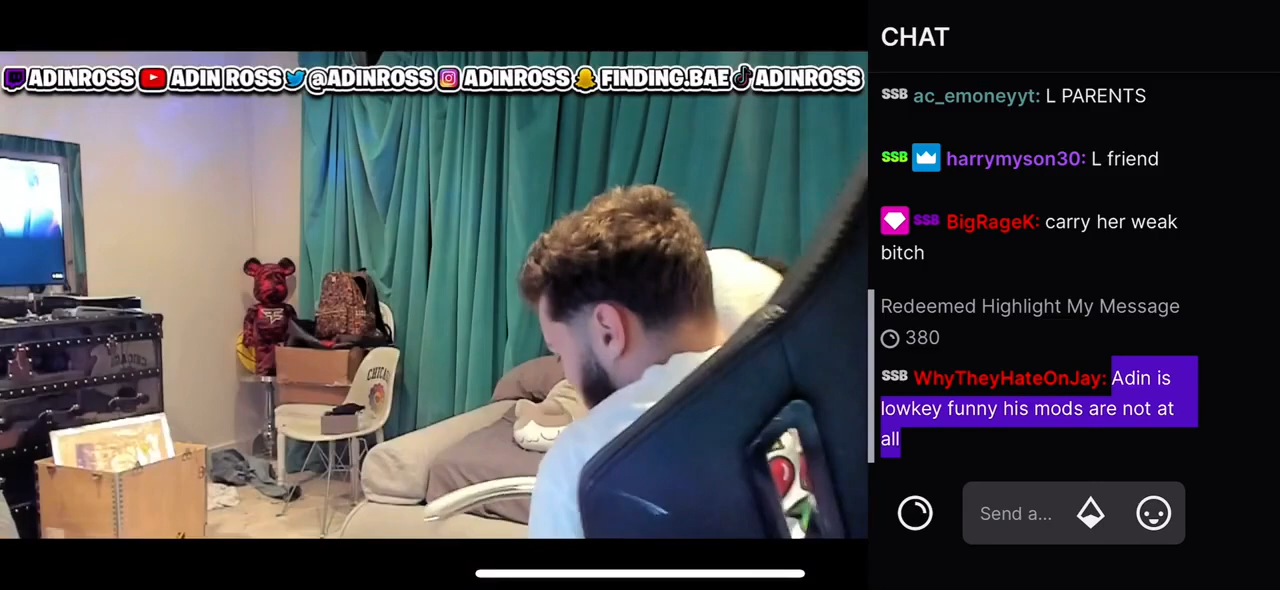 ADINROSS ADIN ROSS @ADINROSS ADINROSS FINDING.BAE ADINROSS
CHICAGO
CHAT
SSB ac_emoneyyt: L PARENTS
SSB harrymyson30: L friend
SSB BigRageK: carry her weak
bitch
Redeemed Highlight My Message
380
SSB WhyTheyHateOnJay: Adin is
lowkey funny his mods are not at
all
Send a...